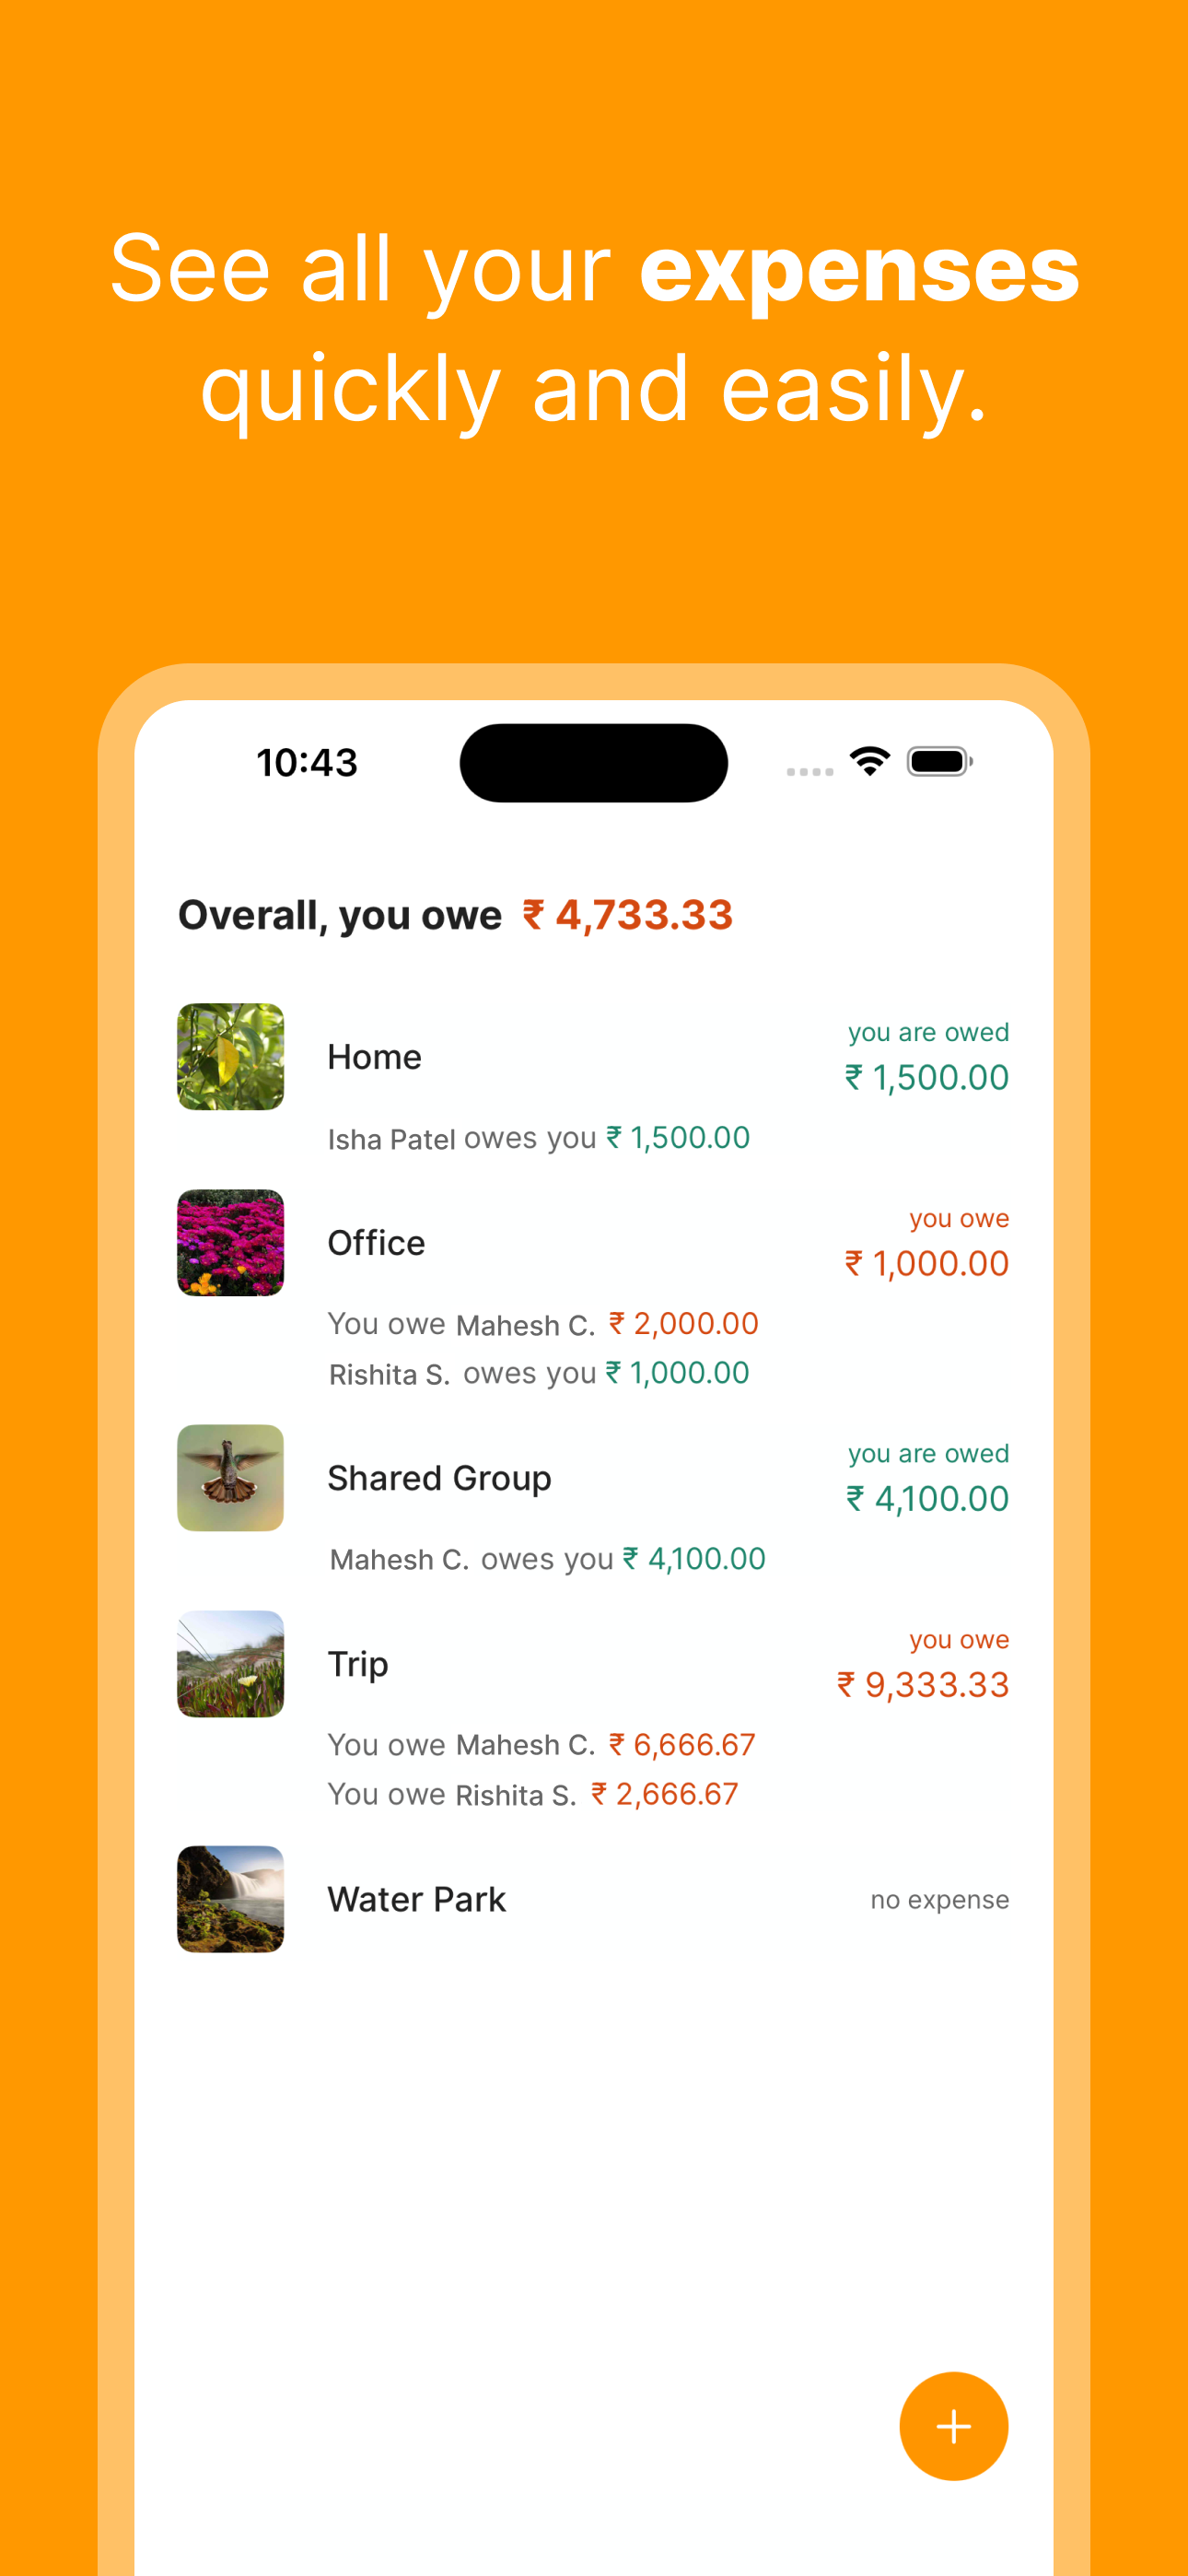 See all your expenses
quickly and easily.
10:43
Overall, you owe ₹ 4,733.33
Home
you are owed
₹ 1,500.00
Isha Patel owes you ₹ 1,500.00
Office
you owe
₹ 1,000.00
You owe Mahesh C. ₹ 2,000.00
Rishita S. owes you ₹ 1,000.00
Shared Group
you are owed
₹ 4,100.00
Mahesh C. owes you ₹ 4,100.00
Trip
you owe
₹ 9,333.33
You owe Mahesh C. ₹ 6,666.67
You owe Rishita S. ₹ 2,666.67
Water Park
no expense